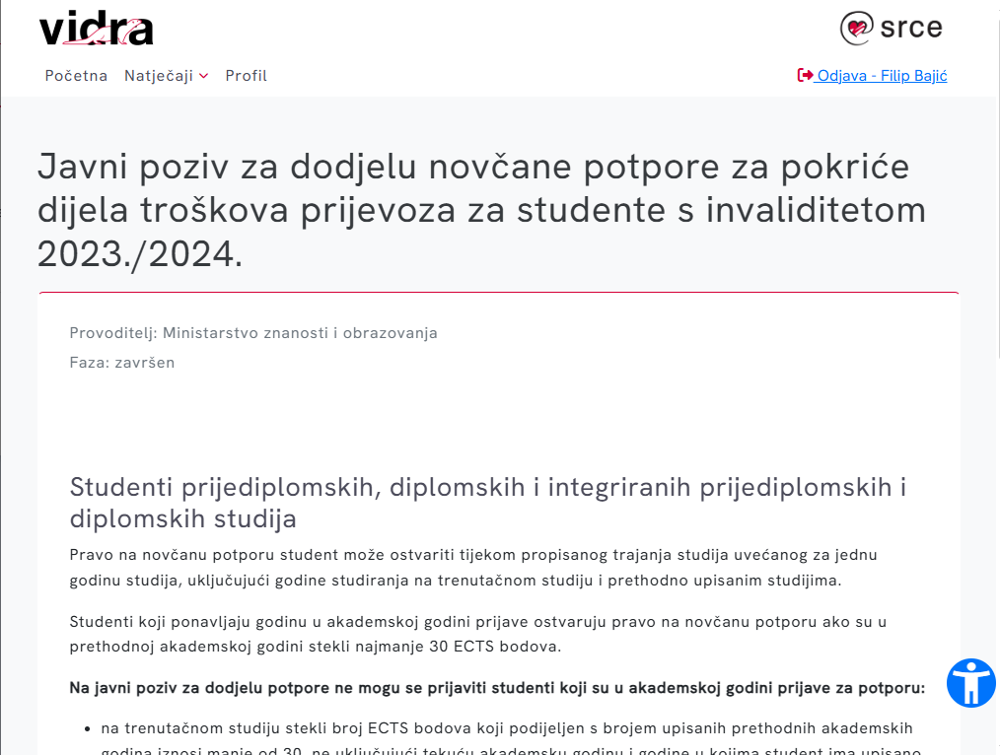 vidra
srce
Početna Natječaji Profil
Odjava - Filip Bajić
Javni poziv za dodjelu novčane potpore za pokriće
dijela troškova prijevoza za studente s invaliditetom
2023./2024.
Provoditelj: Ministarstvo znanosti i obrazovanja
Faza: završen
Studenti prijediplomskih, diplomskih i integriranih prijediplomskih i
diplomskih studija
Pravo na novčanu potporu student može ostvariti tijekom propisanog trajanja studija uvećanog za jednu
godinu studija, uključujući godine studiranja na trenutačnom studiju i prethodno upisanim studijima.
Studenti koji ponavljaju godinu u akademskoj godini prijave ostvaruju pravo na novčanu potporu ako su u
prethodnoj akademskoj godini stekli najmanje 30 ECTS bodova.
Na javni poziv za dodjelu potpore ne mogu se prijaviti studenti koji su u akademskoj godini prijave za potporu:
• na trenutačnom studiju stekli broj ECTS bodova koji podijeljen s brojem upisanih prethodnih akademskih
godina iznosi manje od 30, ne uključujući tekuću akademsku godinu i godine u kojima student ima upisano